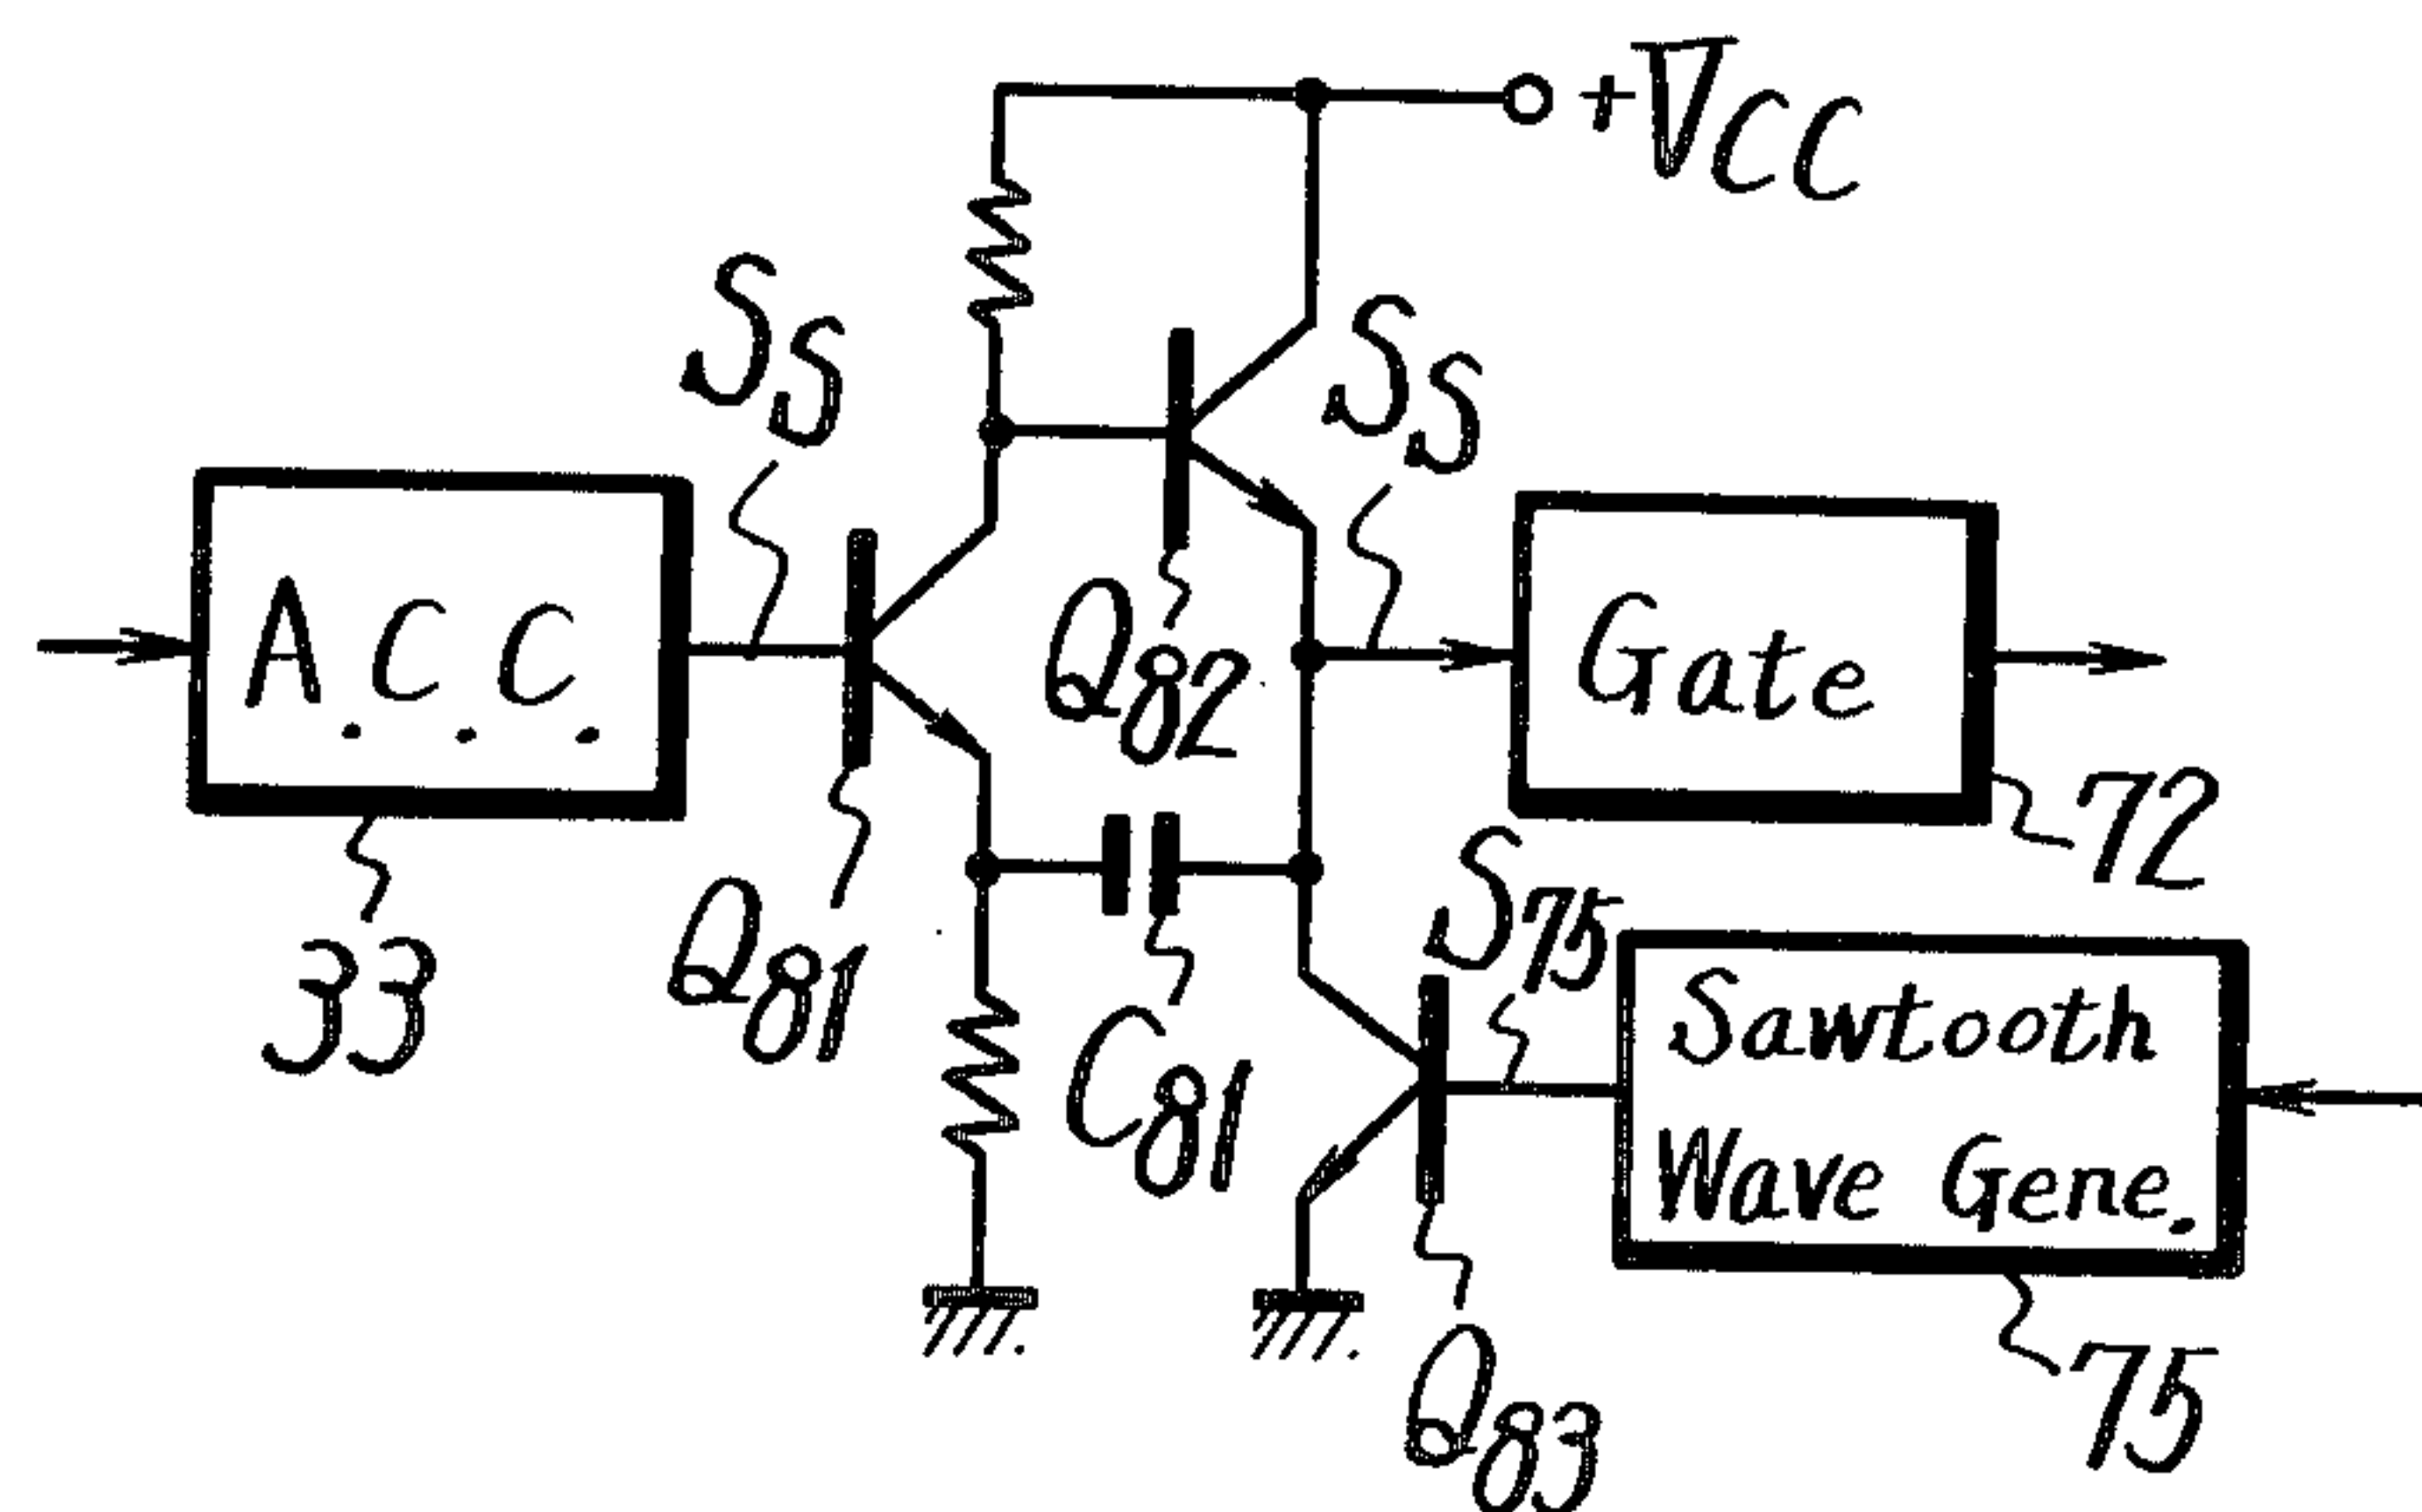 +VCC
SS
SS
A.C.C.
Q82
Gate
72
33
Q81
C81
S75
Sawtooth
Wave Gene.
Q83
75